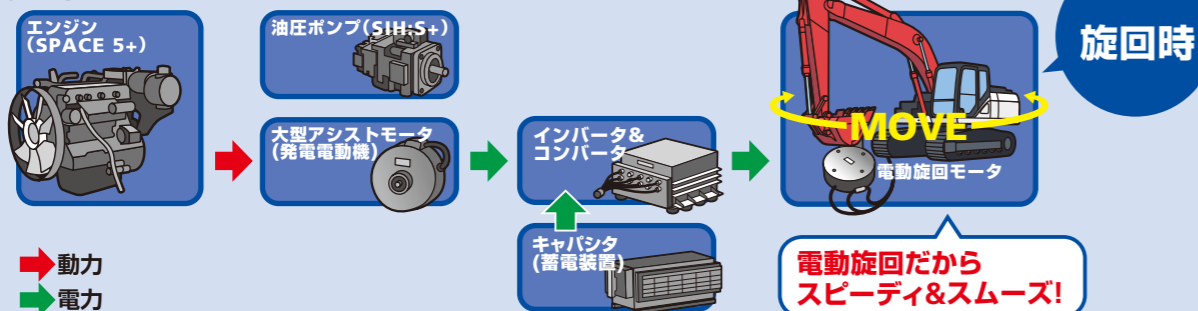 エンジン
(SPACE 5+)
油圧ポンプ(SIH:S+)
大型アシストモータ
(発電電動機)
インバータ&
コンバータ
キャパシタ
(蓄電装置)
MOVE
電動旋回モータ
旋回時
電動旋回だから
スピーディ&スムーズ!
動力
電力